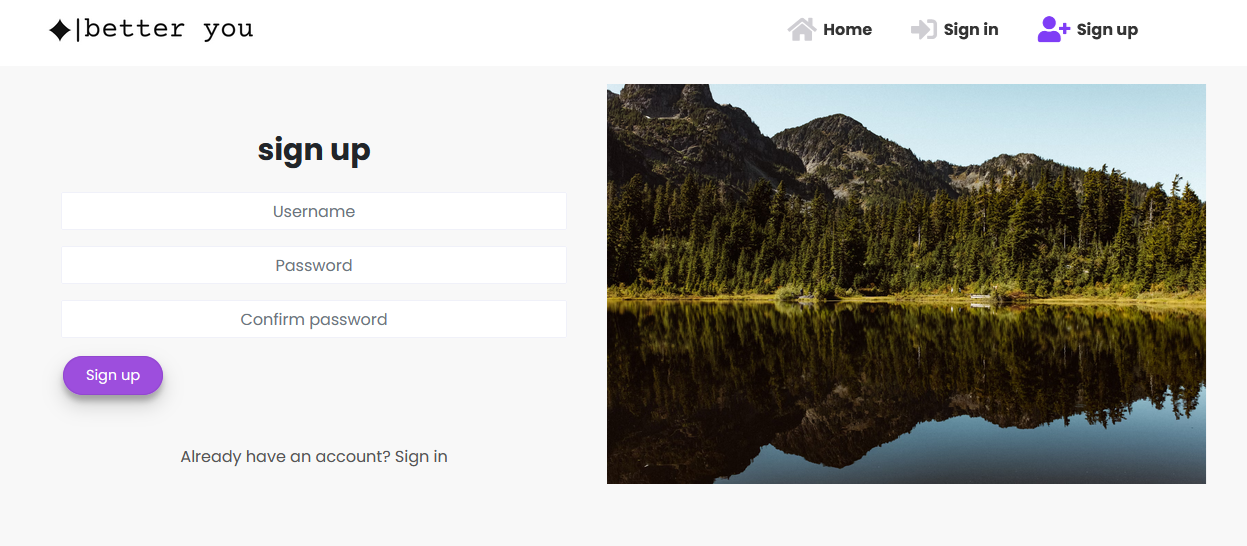 |better you
Home
Sign in
Sign up
sign up
Username
Password
Confirm password
Sign up
Already have an account? Sign in